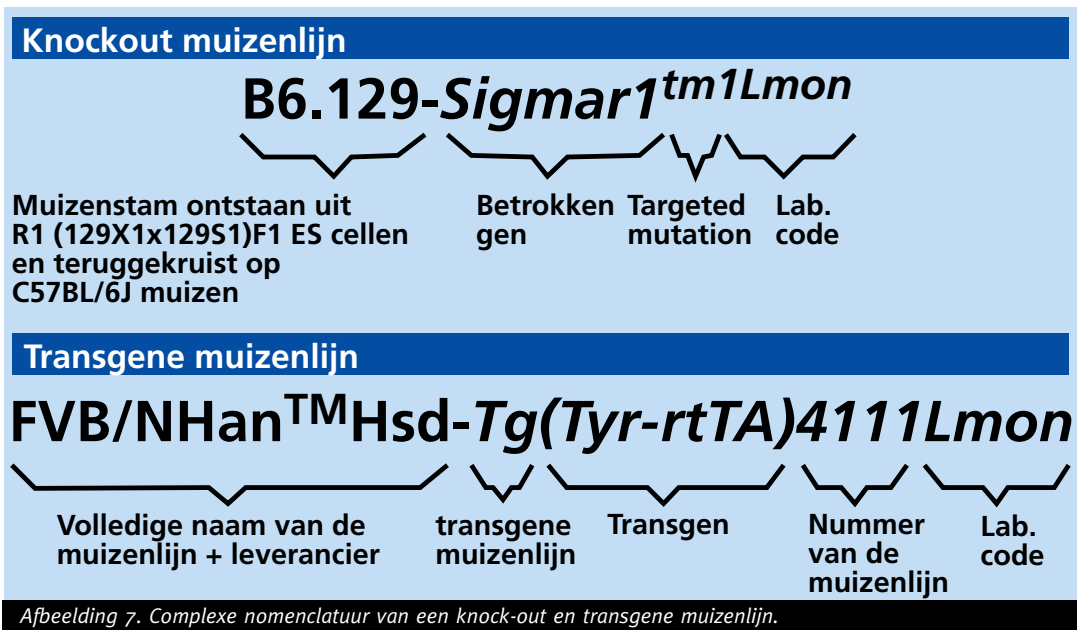 Knockout muizenlijn
B6.129-Sigmar1tm1Lmon
Muizenstam ontstaan uit
R1 (129X1x129S1)F1 ES cellen
en teruggekruist op
C57BL/6J muizen
Betrokken
gen
Targeted
mutation
Lab.
code
Transgene muizenlijn
FVB/NHanTMHsd-Tg(Tyr-rtTA)4111Lmon
Volledige naam van de
muizenlijn + leverancier
transgene
muizenlijn
Transgen
Nummer
van de
muizenlijn
Lab.
code
Afbeelding 7. Complexe nomenclatuur van een knock-out en transgene muizenlijn.